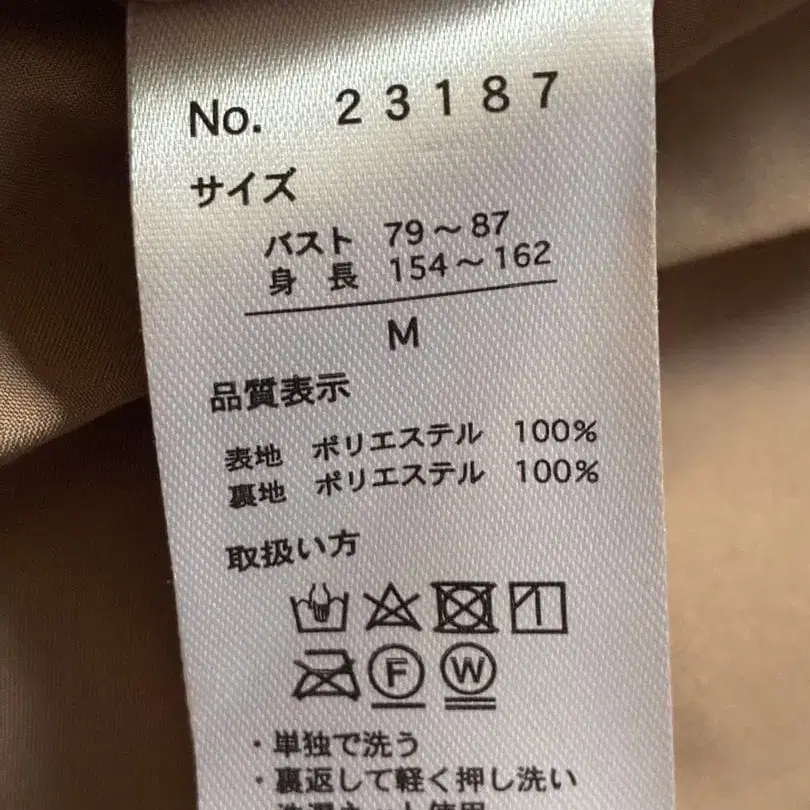 No. 23187
サイズ
バスト 79～87
身長 154～162
M
品質表示
表地 ポリエステル 100%
裏地 ポリエステル 100%
取扱い方
F W
・単独で洗う
・裏返して軽く押し洗い